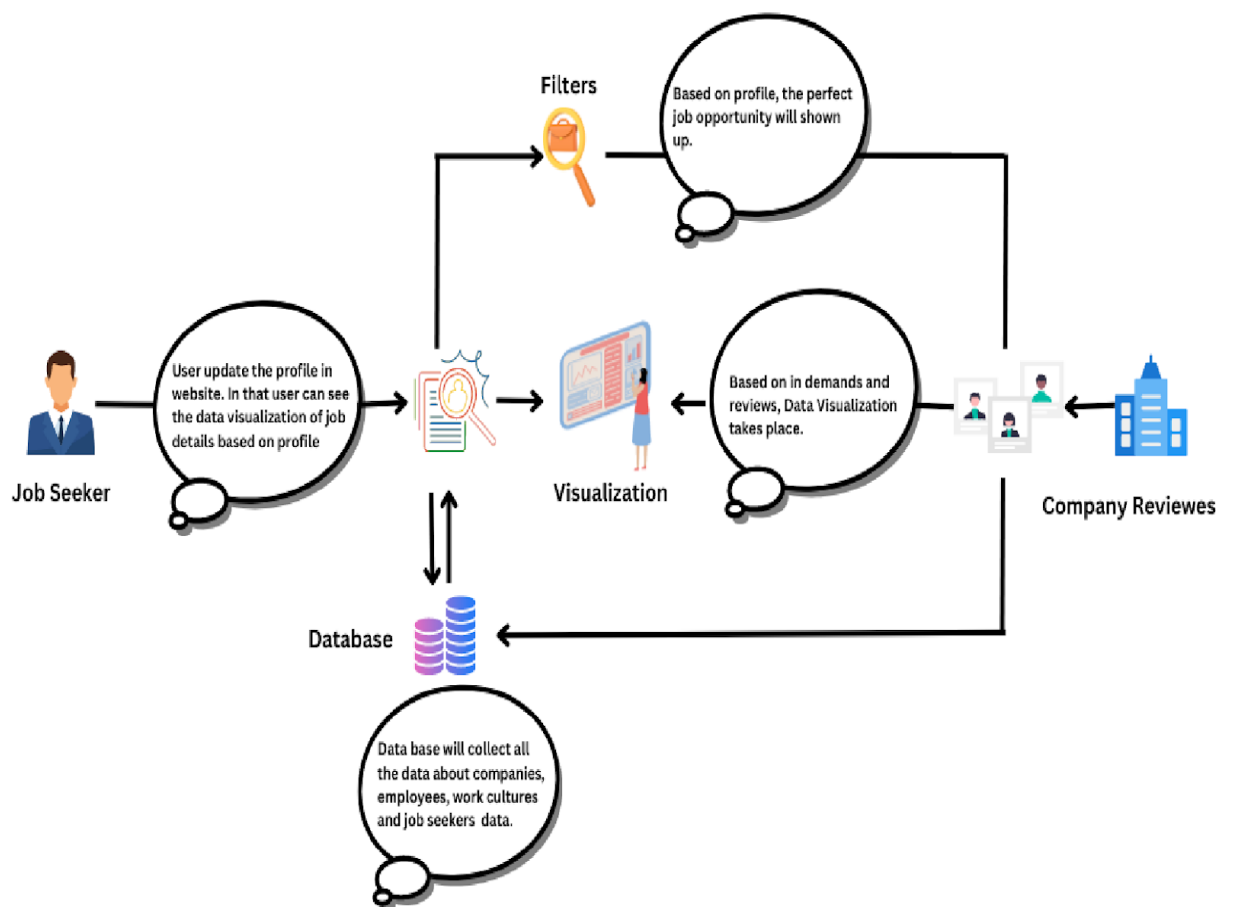 Filters
Based on profile, the perfect
job opportunity will shown
up.
User update the profile in
website. In that user can see
the data visualization of job
details based on profile
Based on in demands and
reviews, Data Visualization
takes place.
Job Seeker
Visualization
Company Reviewes
Database
Data base will collect all
the data about companies,
employees, work cultures
and job seekers data.